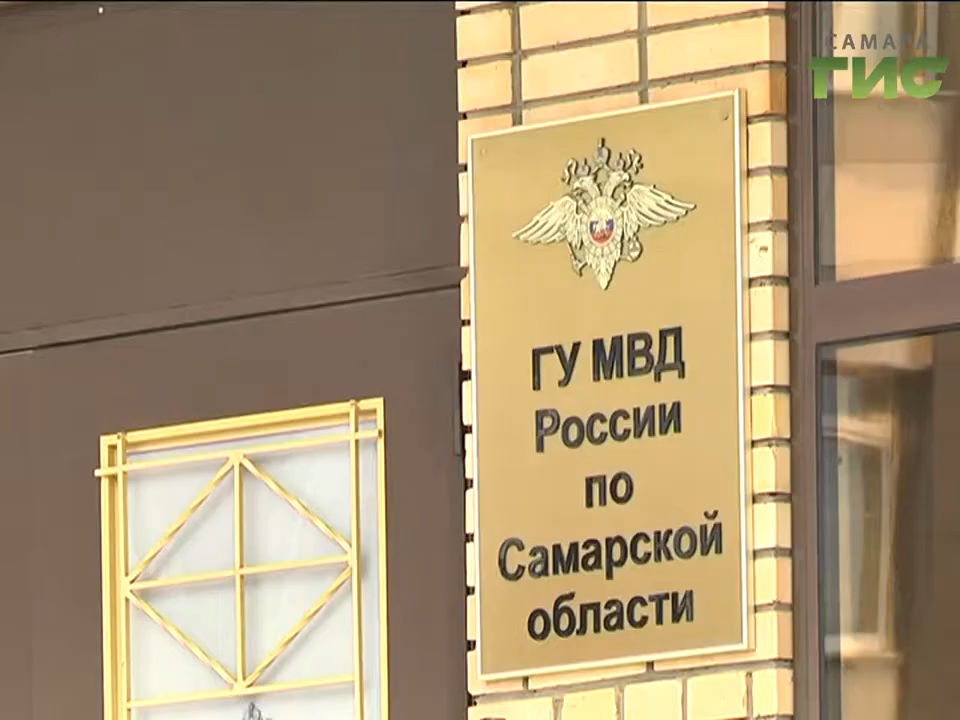 САМАРА
ГИС
ГУ МВД
России
по
Самарской
области